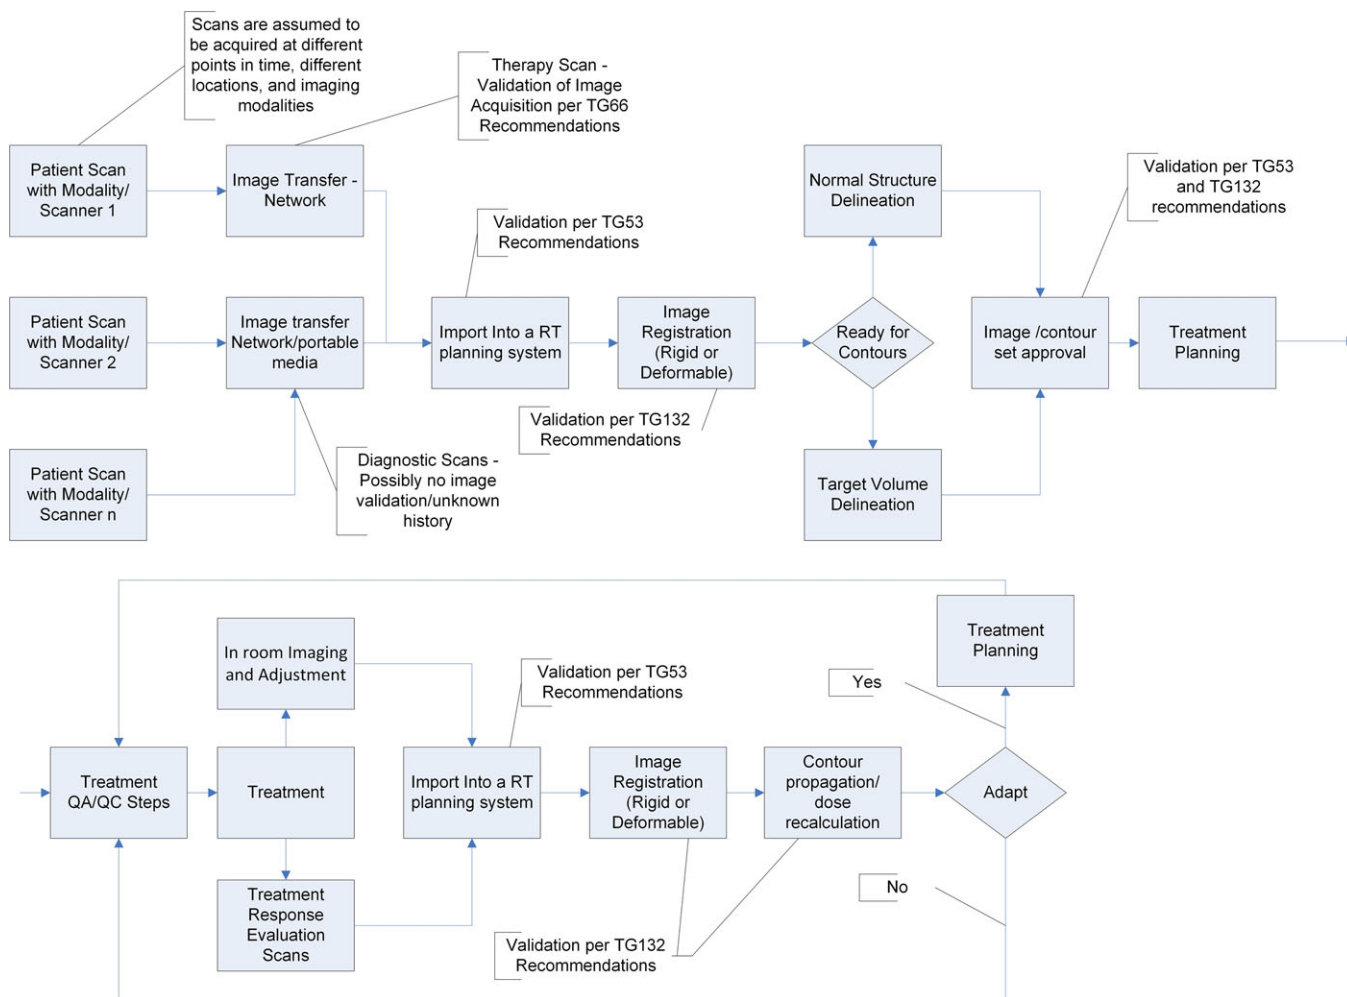 Scans are assumed to
be acquired at different
points in time, different
locations, and imaging
modalities
Therapy Scan -
Validation of Image
Acquisition per TG66
Recommendations
Patient Scan
with Modality/
Scanner 1
Image Transfer -
Network
Normal Structure
Delineation
Validation per TG53
and TG132
recommendations
Validation per TG53
Recommendations
Patient Scan
with Modality/
Scanner 2
Image transfer
Network/portable
media
Import Into a RT
planning system
Image
Registration
(Rigid or
Deformable)
Ready for
Contours
Image /contour
set approval
Treatment
Planning
Validation per TG132
Recommendations
Patient Scan
with Modality/
Scanner n
Diagnostic Scans -
Possibly no image
validation/unknown
history
Target Volume
Delineation
In room Imaging
and Adjustment
Validation per TG53
Recommendations
Yes
Treatment
Planning
Treatment
QA/QC Steps
Treatment
Import Into a RT
planning system
Image
Registration
(Rigid or
Deformable)
Contour
propagation/
dose
recalculation
Adapt
Treatment
Response
Evaluation
Scans
Validation per TG132
Recommendations
No